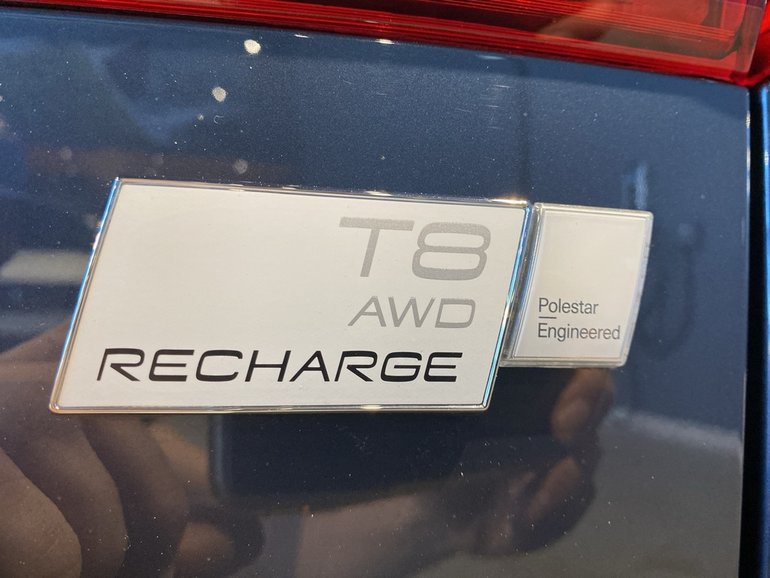 T8
AWD
RECHARGE
Polestar
Engineered